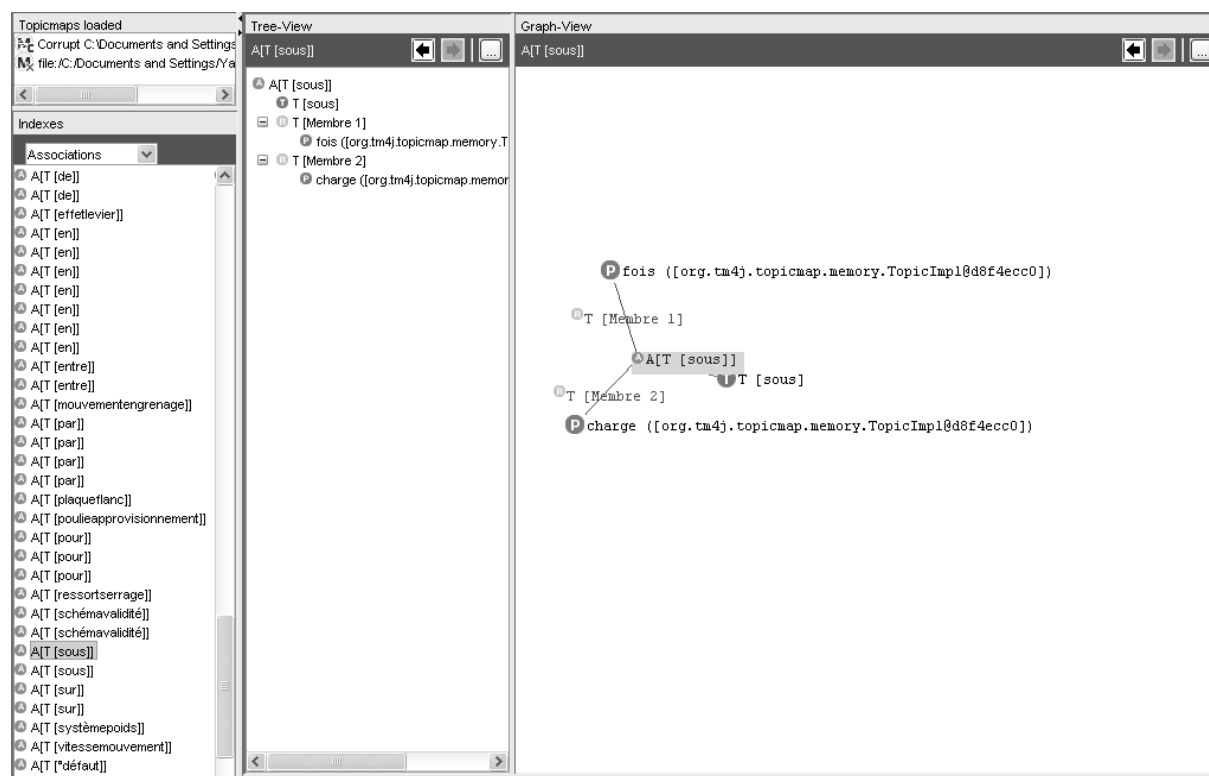 Topicmaps loaded
Corrupt C:\Documents and Settings
file:/C:/Documents and Settings/Ya
Indexes
Associations
A[T [de]]
A[T [de]]
A[T [effetlevier]]
A[T [en]]
A[T [en]]
A[T [en]]
A[T [en]]
A[T [en]]
A[T [en]]
A[T [en]]
A[T [entre]]
A[T [entre]]
A[T [mouvementengrenage]]
A[T [par]]
A[T [par]]
A[T [par]]
A[T [par]]
A[T [plaqueflanc]]
A[T [poulieapprovisionnement]]
A[T [pour]]
A[T [pour]]
A[T [pour]]
A[T [ressortserrage]]
A[T [schémavalidité]]
A[T [schémavalidité]]
A[T [sous]]
A[T [sous]]
A[T [sur]]
A[T [sur]]
A[T [systèmepoids]]
A[T [vitessemouvement]]
A[T [°défaut]]
Tree-View
A[T [sous]]
...
A[T [sous]]
T [sous]
T [Membre 1]
fois ([org.tm4j.topicmap.memory.T
T [Membre 2]
charge ([org.tm4j.topicmap.memor
Graph-View
A[T [sous]]
...
P fois ([org.tm4j.topicmap.memory.TopicImpl@d8f4ecc0])
R T [Membre 1]
A A[T [sous]]
T T [sous]
R T [Membre 2]
P charge ([org.tm4j.topicmap.memory.TopicImpl@d8f4ecc0])